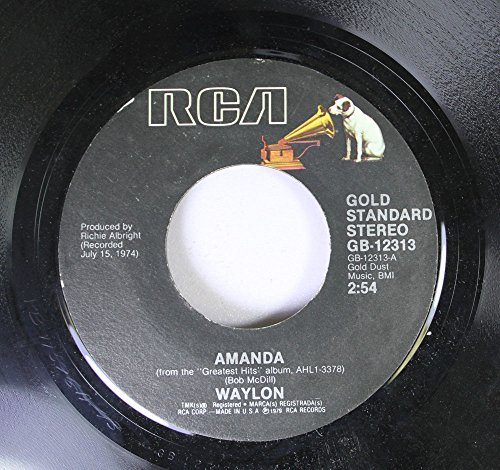 RCA
GOLD
STANDARD
STEREO
GB-12313
GB-12313-A
Gold Dust
Music, BMI
2:54
Produced by
Richie Albright
(Recorded
July 15, 1974)
AMANDA
(from the "Greatest Hits" album, AHL1-3378)
(Bob McDill)
WAYLON
TMK(s)® Registered • MARCA(S) REGISTRADA(S)
RCA CORP.—MADE IN U.S.A. ℗1979 RCA RECORDS